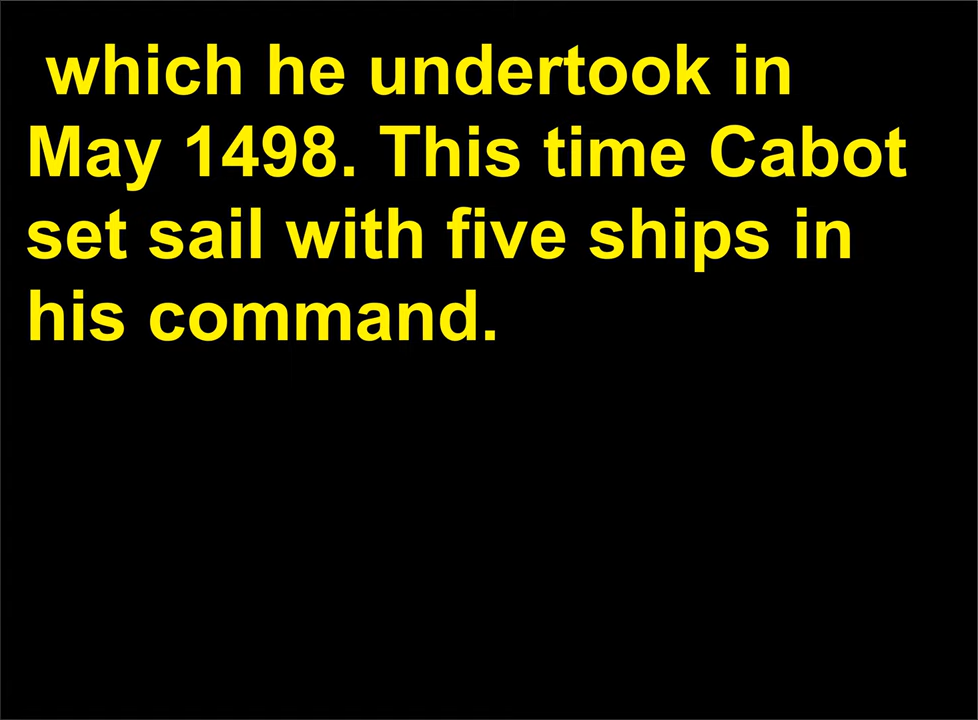 which he undertook in
May 1498. This time Cabot
set sail with five ships in
his command.